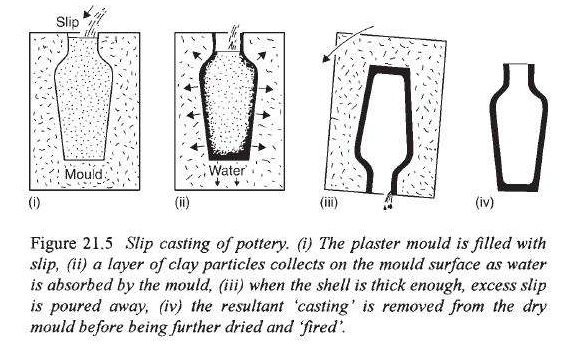 Slip
Mould
Water
(i)
(ii)
(iii)
(iv)
Figure 21.5 Slip casting of pottery. (i) The plaster mould is filled with
slip, (ii) a layer of clay particles collects on the mould surface as water
is absorbed by the mould, (iii) when the shell is thick enough, excess slip
is poured away, (iv) the resultant ‘casting’ is removed from the dry
mould before being further dried and ‘fired’.